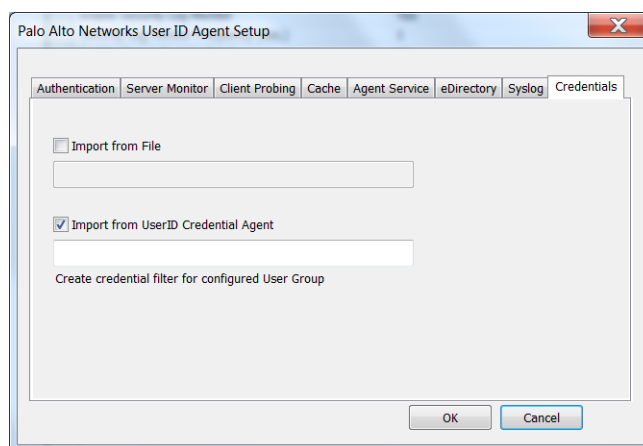 Palo Alto Networks User ID Agent Setup
Authentication Server Monitor Client Probing Cache Agent Service eDirectory Syslog Credentials
Import from File
Import from UserID Credential Agent
Create credential filter for configured User Group
OK Cancel